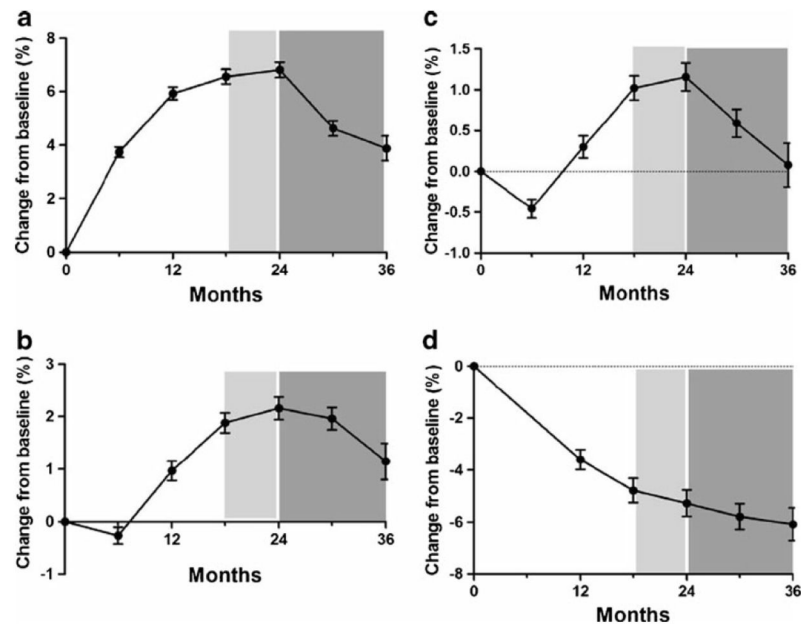 a
Change from baseline (%)
8
6
4
2
0
0 12 24 36
Months
b
Change from baseline (%)
3
2
1
0
-1
12 24 36
Months
c
Change from baseline (%)
1.5
1.0
0.5
0.0
-0.5
-1.0
0 12 24 36
Months
d
Change from baseline (%)
0
-2
-4
-6
-8
0 12 24 36
Months